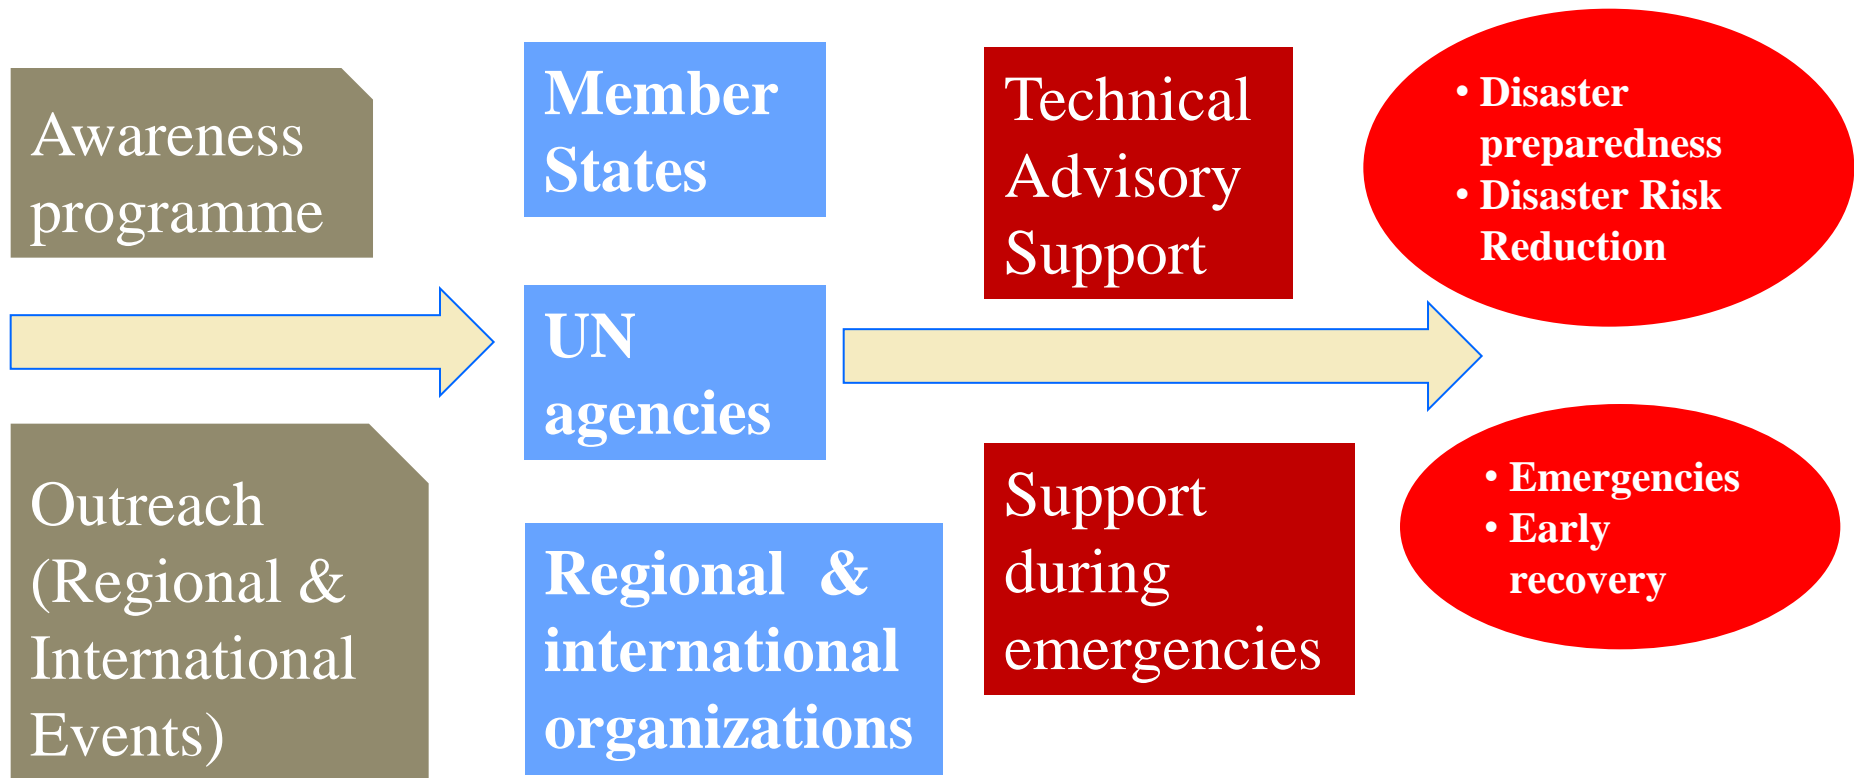 Awareness
programme
Outreach
(Regional &
International
Events)
Member
States
UN
agencies
Regional & 
international
organizations
Technical
Advisory
Support
Support
during
emergencies
• Disaster
preparedness
• Disaster Risk
Reduction
• Emergencies
• Early
recovery